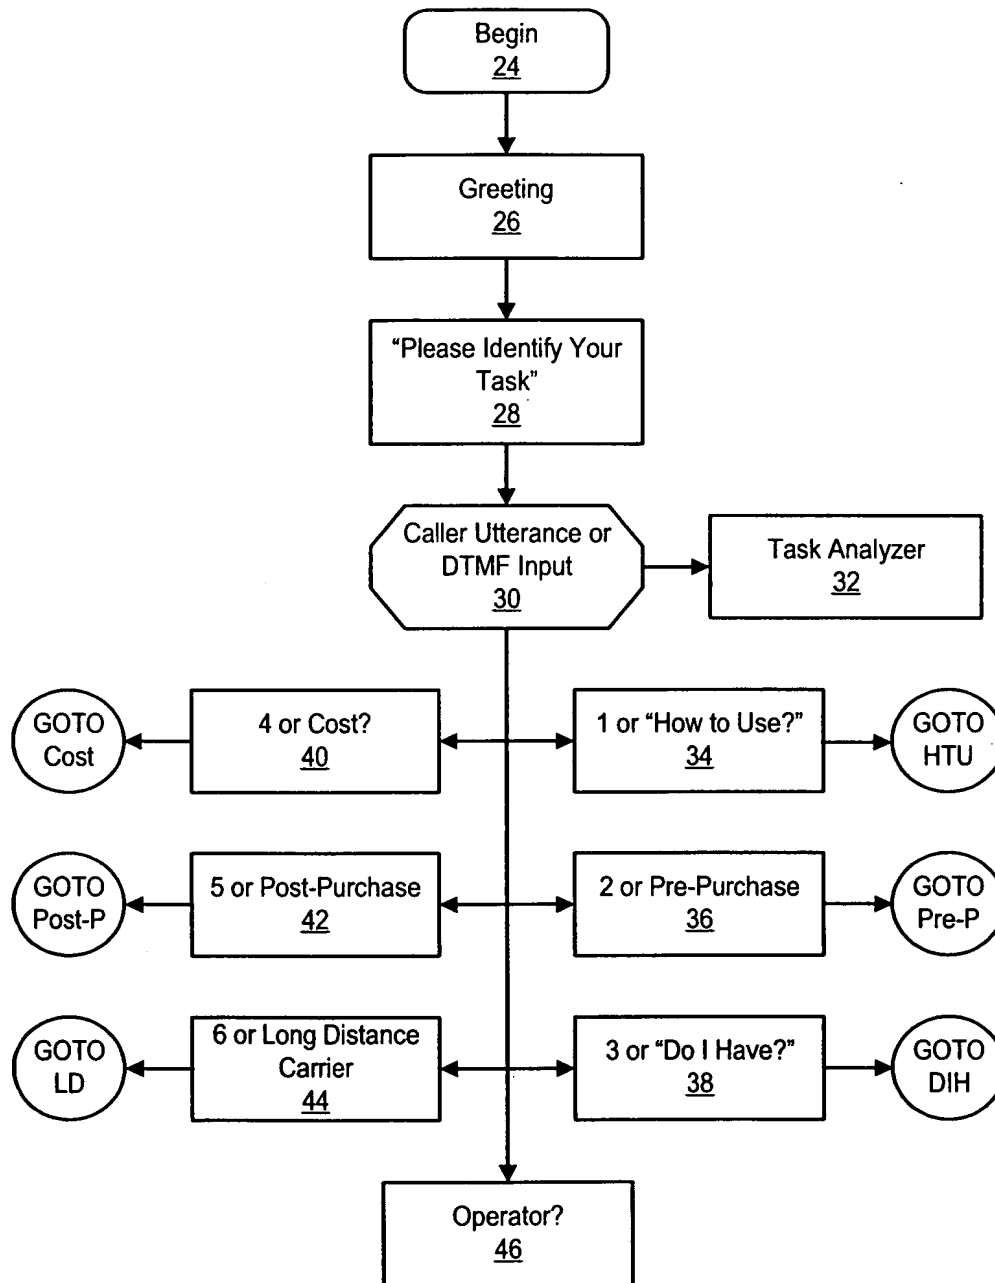 Begin
24
Greeting
26
“Please Identify Your
Task”
28
Caller Utterance or
DTMF Input
30
Task Analyzer
32
GOTO
Cost
4 or Cost?
40
1 or “How to Use?”
34
GOTO
HTU
GOTO
Post-P
5 or Post-Purchase
42
2 or Pre-Purchase
36
GOTO
Pre-P
GOTO
LD
6 or Long Distance
Carrier
44
3 or “Do I Have?”
38
GOTO
DIH
Operator?
46